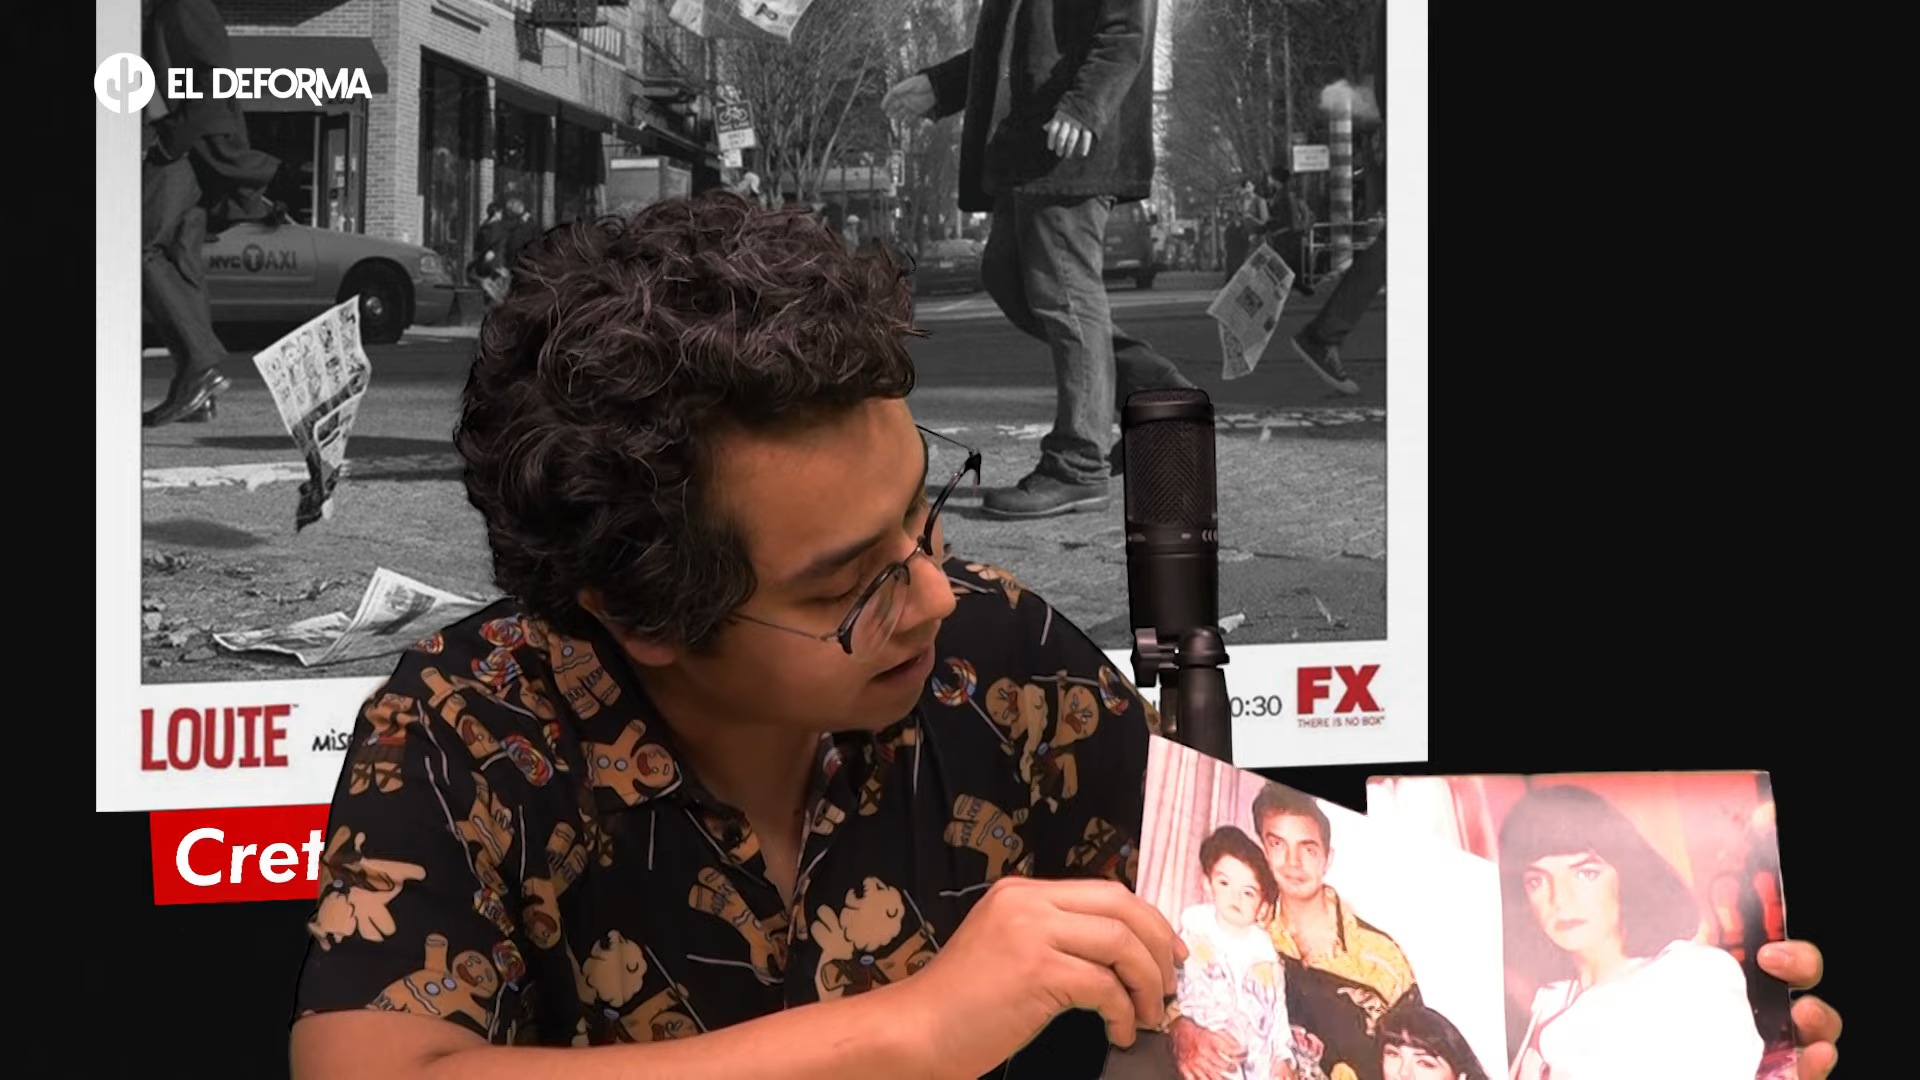 EL DEFORMA
NYC TAXI
LOUIE
0:30
FX
THERE IS NO BOX
Cret